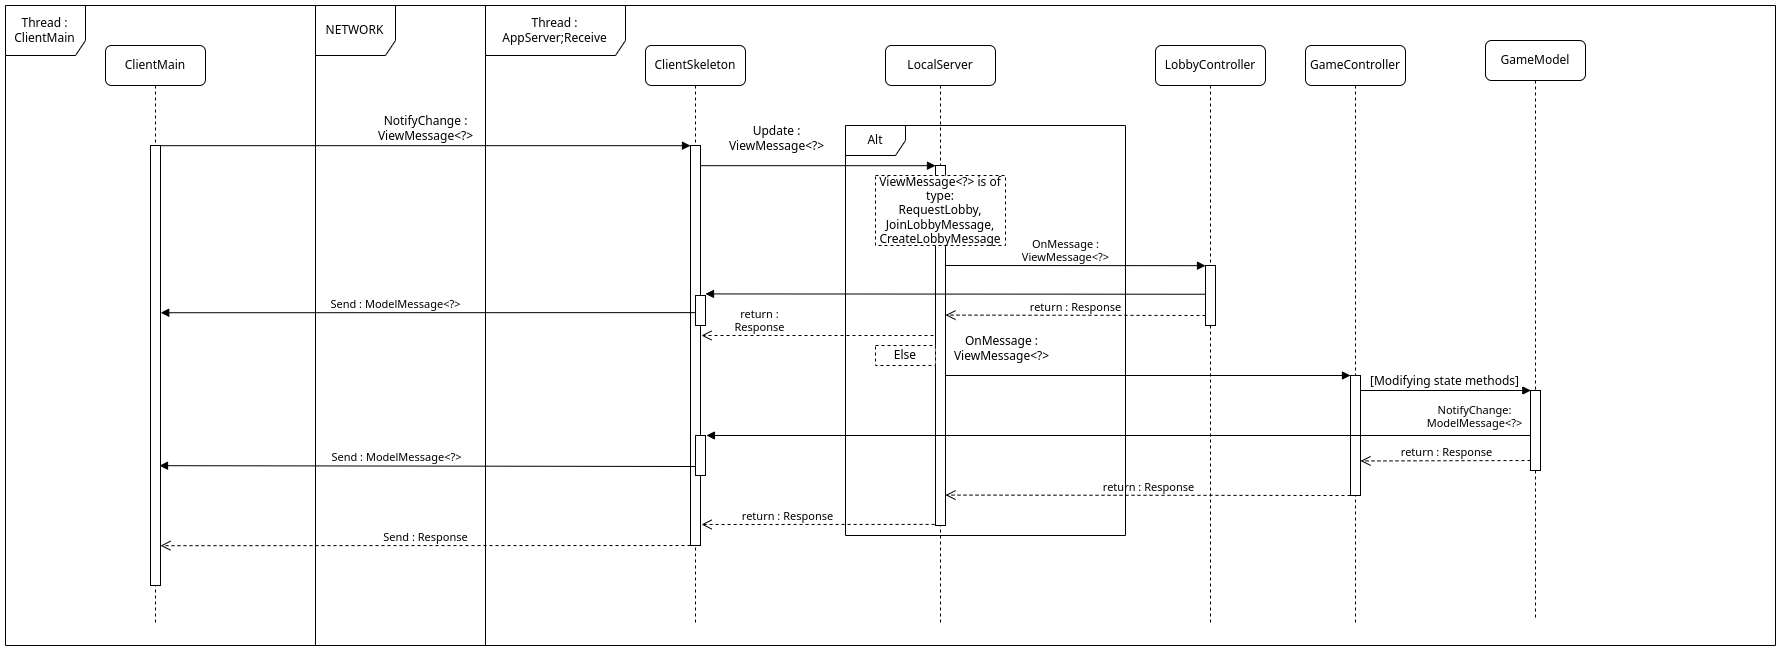 Thread :
ClientMain
NETWORK
Thread :
AppServer;Receive
ClientMain
ClientSkeleton
LocalServer
LobbyController
GameController
GameModel
NotifyChange :
ViewMessage<?>
Update :
ViewMessage<?>
Alt
ViewMessage<?> is of
type:
RequestLobby,
JoinLobbyMessage,
CreateLobbyMessage
OnMessage :
ViewMessage<?>
Send : ModelMessage<?>
return : Response
return :
Response
Else
OnMessage :
ViewMessage<?>
[Modifying state methods]
NotifyChange:
ModelMessage<?>
Send : ModelMessage<?>
return : Response
return : Response
return : Response
Send : Response